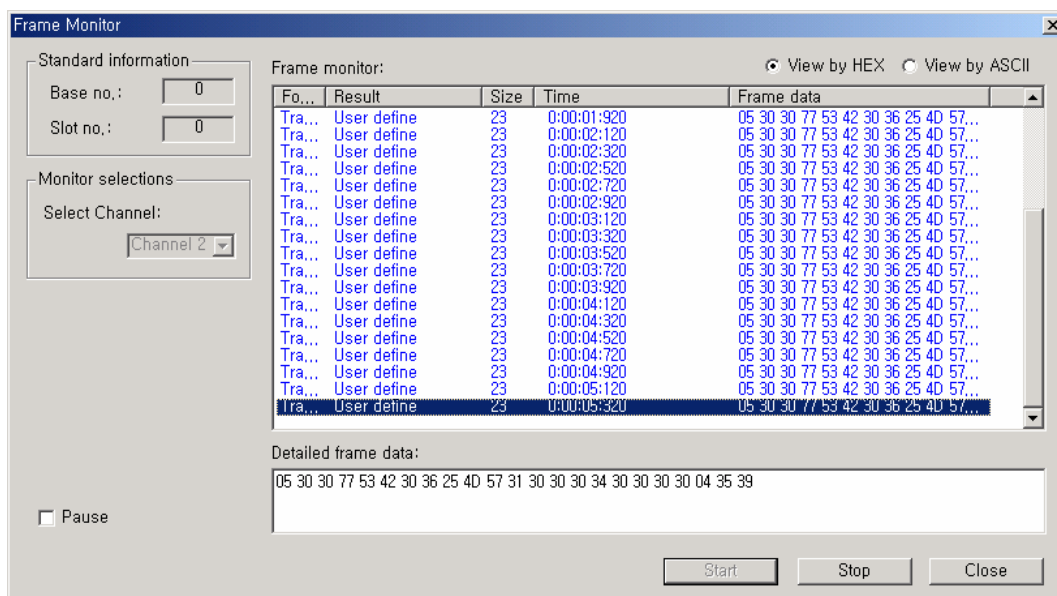 Frame Monitor
Standard information
Base no.: 0
Slot no.: 0
Monitor selections
Select Channel:
Channel 2
Pause
Frame monitor:
View by HEX View by ASCII
Fo... Result Size Time Frame data
Tra... User define 23 0:00:01:920 05 30 30 77 53 42 30 36 25 4D 57...
Tra... User define 23 0:00:02:120 05 30 30 77 53 42 30 36 25 4D 57...
Tra... User define 23 0:00:02:320 05 30 30 77 53 42 30 36 25 4D 57...
Tra... User define 23 0:00:02:520 05 30 30 77 53 42 30 36 25 4D 57...
Tra... User define 23 0:00:02:720 05 30 30 77 53 42 30 36 25 4D 57...
Tra... User define 23 0:00:02:920 05 30 30 77 53 42 30 36 25 4D 57...
Tra... User define 23 0:00:03:120 05 30 30 77 53 42 30 36 25 4D 57...
Tra... User define 23 0:00:03:320 05 30 30 77 53 42 30 36 25 4D 57...
Tra... User define 23 0:00:03:520 05 30 30 77 53 42 30 36 25 4D 57...
Tra... User define 23 0:00:03:720 05 30 30 77 53 42 30 36 25 4D 57...
Tra... User define 23 0:00:03:920 05 30 30 77 53 42 30 36 25 4D 57...
Tra... User define 23 0:00:04:120 05 30 30 77 53 42 30 36 25 4D 57...
Tra... User define 23 0:00:04:320 05 30 30 77 53 42 30 36 25 4D 57...
Tra... User define 23 0:00:04:520 05 30 30 77 53 42 30 36 25 4D 57...
Tra... User define 23 0:00:04:720 05 30 30 77 53 42 30 36 25 4D 57...
Tra... User define 23 0:00:04:920 05 30 30 77 53 42 30 36 25 4D 57...
Tra... User define 23 0:00:05:120 05 30 30 77 53 42 30 36 25 4D 57...
Tra... User define 23 0:00:05:320 05 30 30 77 53 42 30 36 25 4D 57...
Detailed frame data:
05 30 30 77 53 42 30 36 25 4D 57 31 30 30 30 34 30 30 30 30 04 35 39
Start Stop Close